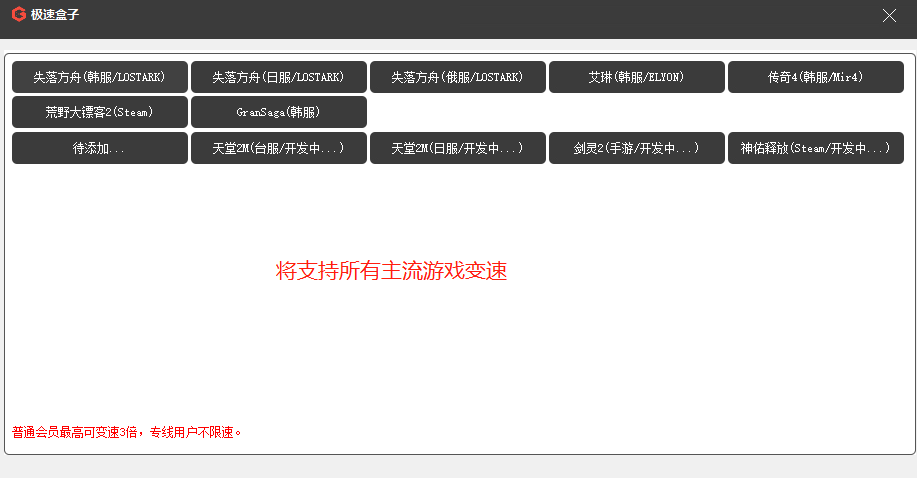 极速盒子
失落方舟(韩服/LOSTARK) 失落方舟(日服/LOSTARK) 失落方舟(俄服/LOSTARK) 艾琳(韩服/ELYON) 传奇4(韩服/Mir4)
荒野大镖客2(Steam) GranSaga(韩服)
待添加... 天堂2M(台服/开发中...) 天堂2M(日服/开发中...) 剑灵2(手游/开发中...) 神佑释放(Steam/开发中...)
将支持所有主流游戏变速
普通会员最高可变速3倍，专线用户不限速。